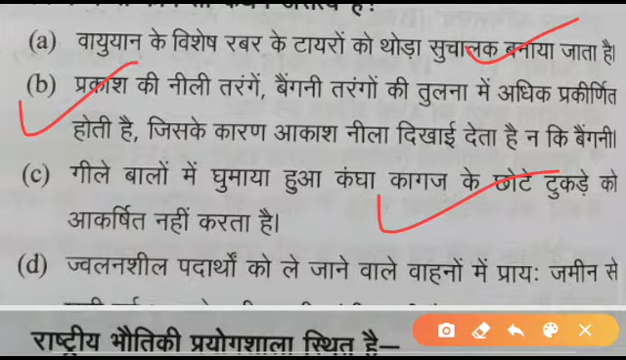 (a) वायुयान के विशेष रबर के टायरों को थोड़ा सुचालक बनाया जाता है।
(b) प्रकाश की नीली तरंगें, बैंगनी तरंगों की तुलना में अधिक प्रकीर्णित
होती है, जिसके कारण आकाश नीला दिखाई देता है न कि बैंगनी।
(c) गीले बालों में घुमाया हुआ कंघा कागज के छोटे टुकड़े को
आकर्षित नहीं करता है।
(d) ज्वलनशील पदार्थों को ले जाने वाले वाहनों में प्रायः जमीन से
राष्ट्रीय भौतिकी प्रयोगशाला स्थित है—